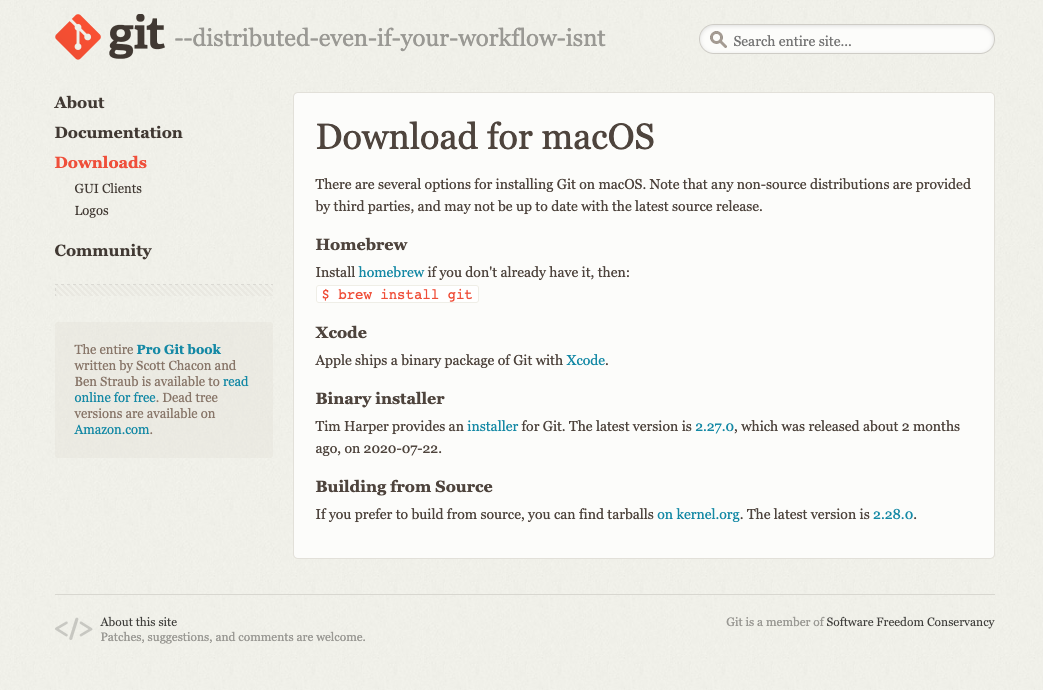 git --distributed-even-if-your-workflow-isnt
Search entire site...
About
Documentation
Downloads
GUI Clients
Logos
Community
The entire Pro Git book
written by Scott Chacon and
Ben Straub is available to read
online for free. Dead tree
versions are available on
Amazon.com.
Download for macOS
There are several options for installing Git on macOS. Note that any non-source distributions are provided
by third parties, and may not be up to date with the latest source release.
Homebrew
Install homebrew if you don't already have it, then:
$ brew install git
Xcode
Apple ships a binary package of Git with Xcode.
Binary installer
Tim Harper provides an installer for Git. The latest version is 2.27.0, which was released about 2 months
ago, on 2020-07-22.
Building from Source
If you prefer to build from source, you can find tarballs on kernel.org. The latest version is 2.28.0.
</> About this site
Patches, suggestions, and comments are welcome.
Git is a member of Software Freedom Conservancy